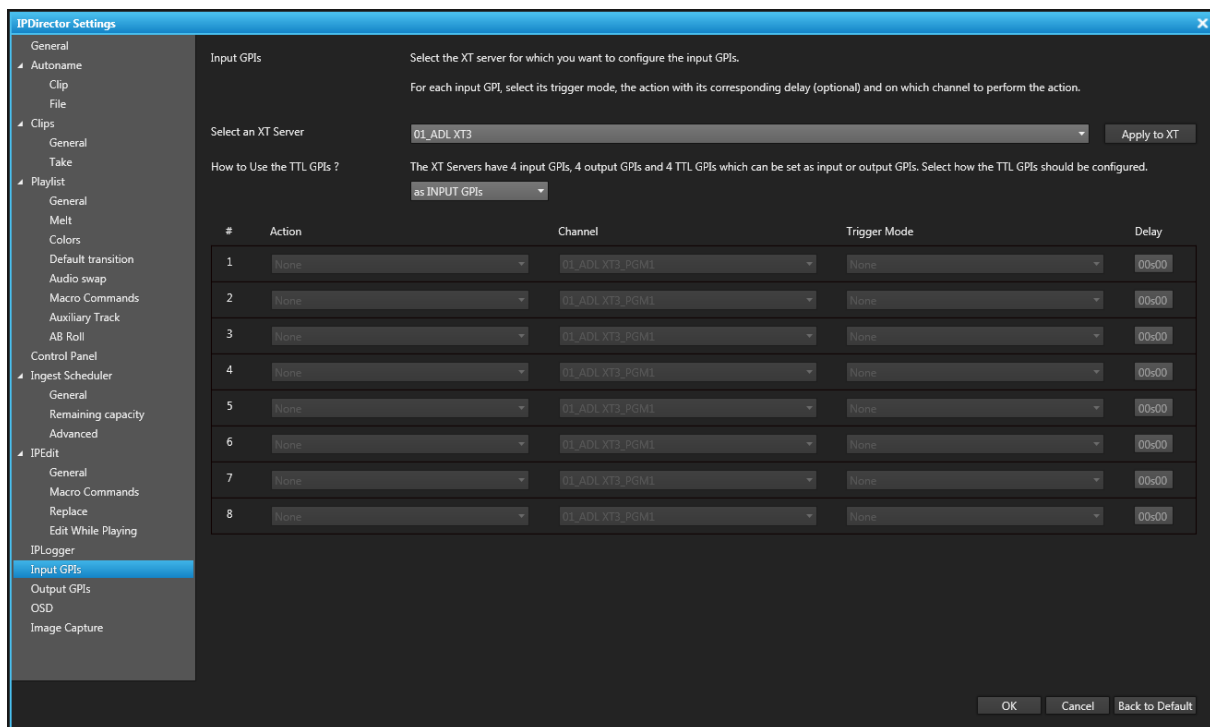 IPDirector Settings
General
Autoname
Clip
File
Clips
General
Take
Playlist
General
Melt
Colors
Default transition
Audio swap
Macro Commands
Auxiliary Track
AB Roll
Control Panel
Ingest Scheduler
General
Remaining capacity
Advanced
IPEdit
General
Macro Commands
Replace
Edit While Playing
IPLogger
Input GPIs
Output GPIs
OSD
Image Capture
Input GPIs
Select the XT server for which you want to configure the input GPIs.
For each input GPI, select its trigger mode, the action with its corresponding delay (optional) and on which channel to perform the action.
Select an XT Server 01_ADL XT3 Apply to XT
How to Use the TTL GPIs ? The XT Servers have 4 input GPIs, 4 output GPIs and 4 TTL GPIs which can be set as input or output GPIs. Select how the TTL GPIs should be configured.
as INPUT GPIs
# Action Channel Trigger Mode Delay
1 None 01_ADL XT3_PGM1 None 00s00
2 None 01_ADL XT3_PGM1 None 00s00
3 None 01_ADL XT3_PGM1 None 00s00
4 None 01_ADL XT3_PGM1 None 00s00
5 None 01_ADL XT3_PGM1 None 00s00
6 None 01_ADL XT3_PGM1 None 00s00
7 None 01_ADL XT3_PGM1 None 00s00
8 None 01_ADL XT3_PGM1 None 00s00
OK Cancel Back to Default